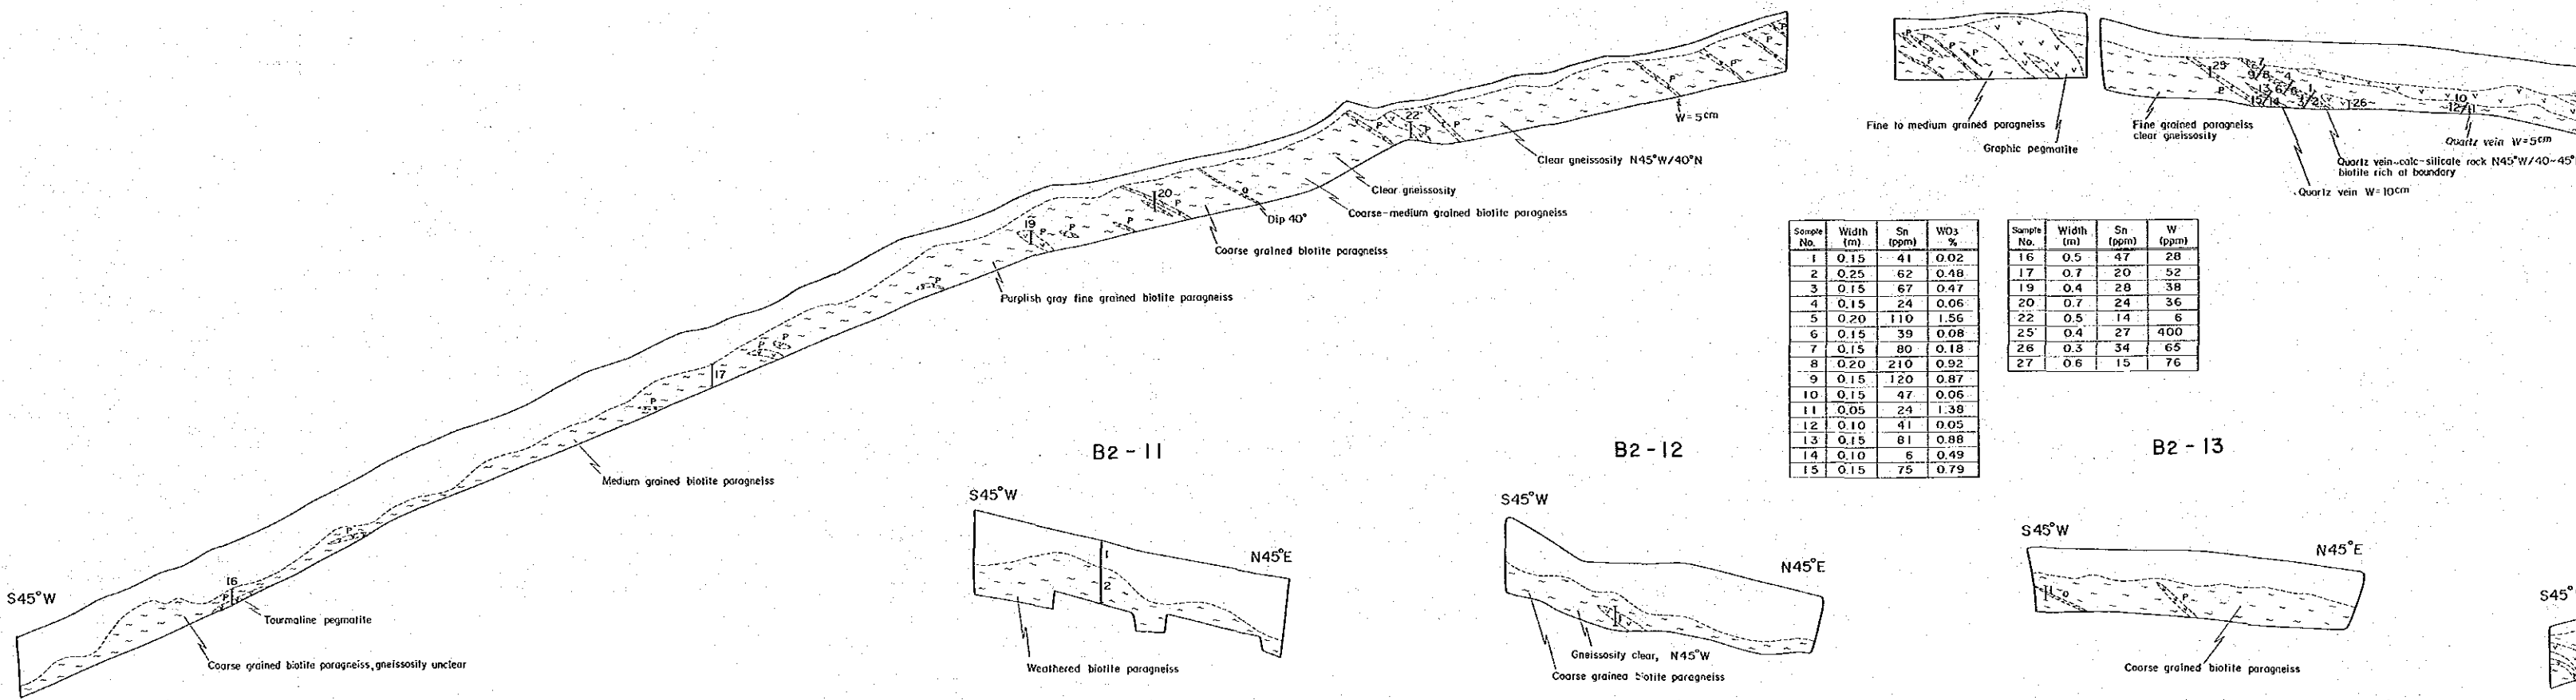 S45°W
16
Tourmaline pegmatite
Coarse grained biotite paragneiss, gneissosity unclear
Medium grained biotite paragneiss
17
P
P
P
P
P
19
Purplish gray fine grained biotite paragneiss
20
Coarse grained biotite paragneiss
Dip 40°
Coarse-medium grained biotite paragneiss
Clear gneissosity
22
Clear gneissosity N45°W/40°N
W=5cm
Fine to medium grained paragneiss
Graphic pegmatite
Fine grained paragneiss
clear gneissosity
Quartz vein W=5cm
Quartz vein~calc-silicate rock N45°W/40~45°
biotite rich at boundary
Quartz vein W=10cm
Sample No. Width (m) Sn (ppm) WO3 %
1 0.15 41 0.02
2 0.25 62 0.48
3 0.15 67 0.47
4 0.15 24 0.06
5 0.20 110 1.56
6 0.15 39 0.08
7 0.15 80 0.18
8 0.20 210 0.92
9 0.15 120 0.87
10 0.15 47 0.06
11 0.05 24 1.38
12 0.10 41 0.05
13 0.15 81 0.88
14 0.10 6 0.49
15 0.15 75 0.79
Sample No. Width (m) Sn (ppm) W (ppm)
16 0.5 47 28
17 0.7 20 52
19 0.4 28 38
20 0.7 24 36
22 0.5 14 6
25 0.4 27 400
26 0.3 34 65
27 0.6 15 76
B2-11
S45°W
N45°E
1
2
Weathered biotite paragneiss
B2-12
S45°W
N45°E
Gneissosity clear, N45°W
Coarse grained biotite paragneiss
B2-13
S45°W
N45°E
P
Coarse grained biotite paragneiss
S45°